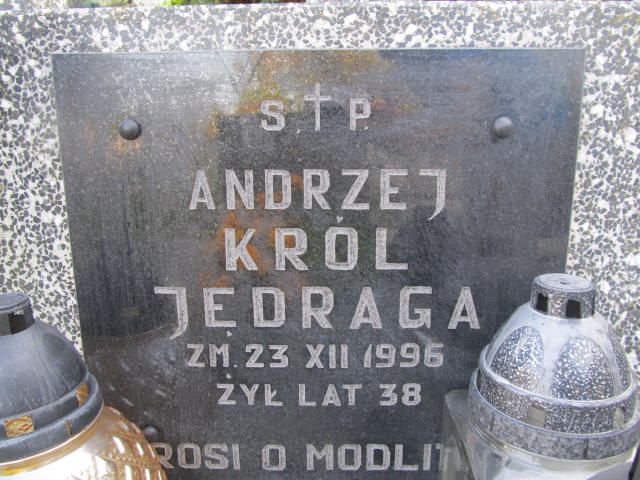 Ś. † P.
ANDRZEJ
KRÓL
JĘDRAGA
ZM. 23 XII 1996
ŻYŁ LAT 38
ROSI O MODLIT